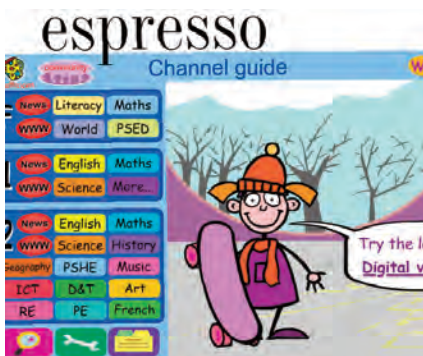 espresso
Channel guide
News Literacy Maths
www World PSED
News English Maths
www Science More...
2 News English Maths
www Science History
Geography PSHE Music
ICT D&T Art
RE PE French
Try the
Digital